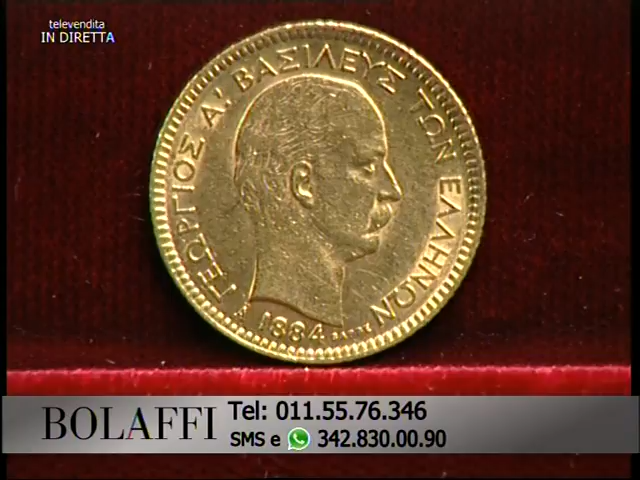 televendita
IN DIRETTA
ΓΕΩΡΓΙΟΣ Α! ΒΑΣΙΛΕΥΣ ΤΩΝ ΕΛΛΗΝΩΝ
Α 1884
BOLAFFI
Tel: 011.55.76.346
SMS e 342.830.00.90